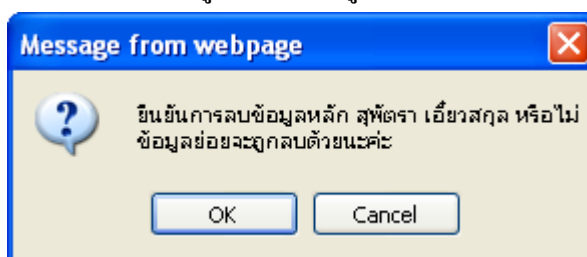 Message from webpage
ยืนยันการลบข้อมูลหลัก สุพัตรา เอี้ยวสกุล หรือไม่
ข้อมูลย่อยจะถูกลบด้วยนะค่ะ
OK
Cancel